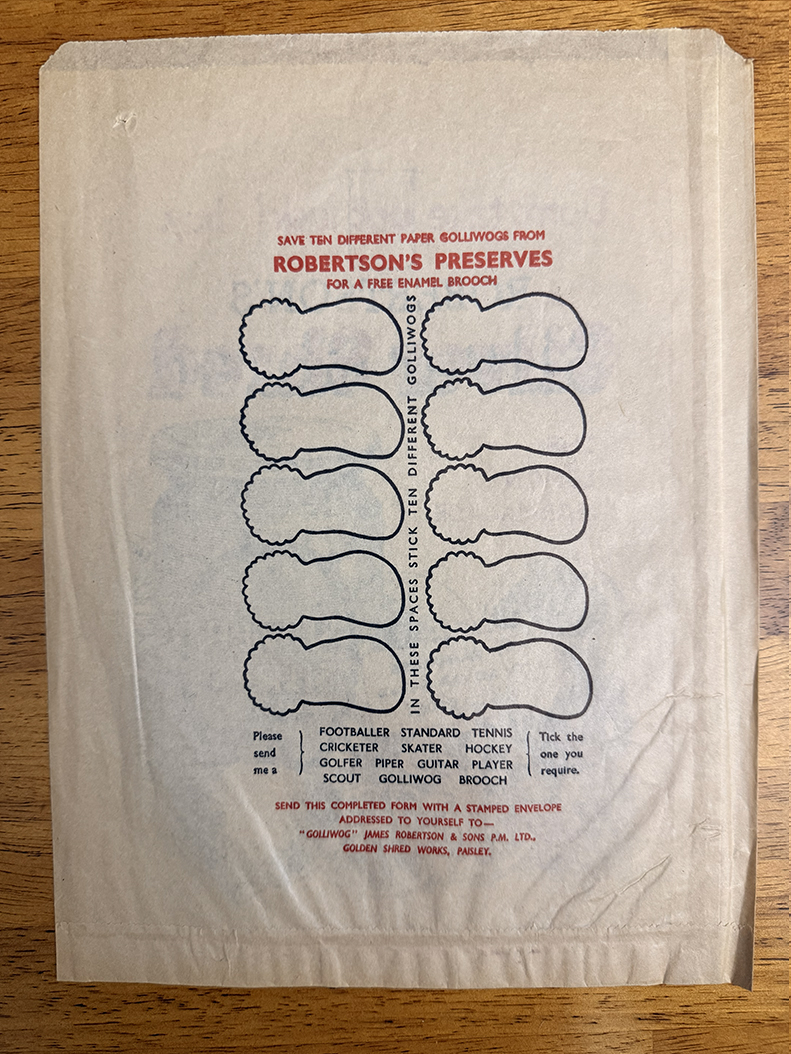 SAVE TEN DIFFERENT PAPER GOLLIWOGS FROM
ROBERTSON'S PRESERVES
FOR A FREE ENAMEL BROOCH
IN THESE SPACES STICK TEN DIFFERENT GOLLIWOGS
Please send me a
FOOTBALLER STANDARD TENNIS
CRICKETER SKATER HOCKEY
GOLFER PIPER GUITAR PLAYER
SCOUT GOLLIWOG BROOCH
Tick the one you require.
SEND THIS COMPLETED FORM WITH A STAMPED ENVELOPE
ADDRESSED TO YOURSELF TO—
"GOLLIWOG" JAMES ROBERTSON & SONS P.M. LTD.,
GOLDEN SHRED WORKS, PAISLEY.